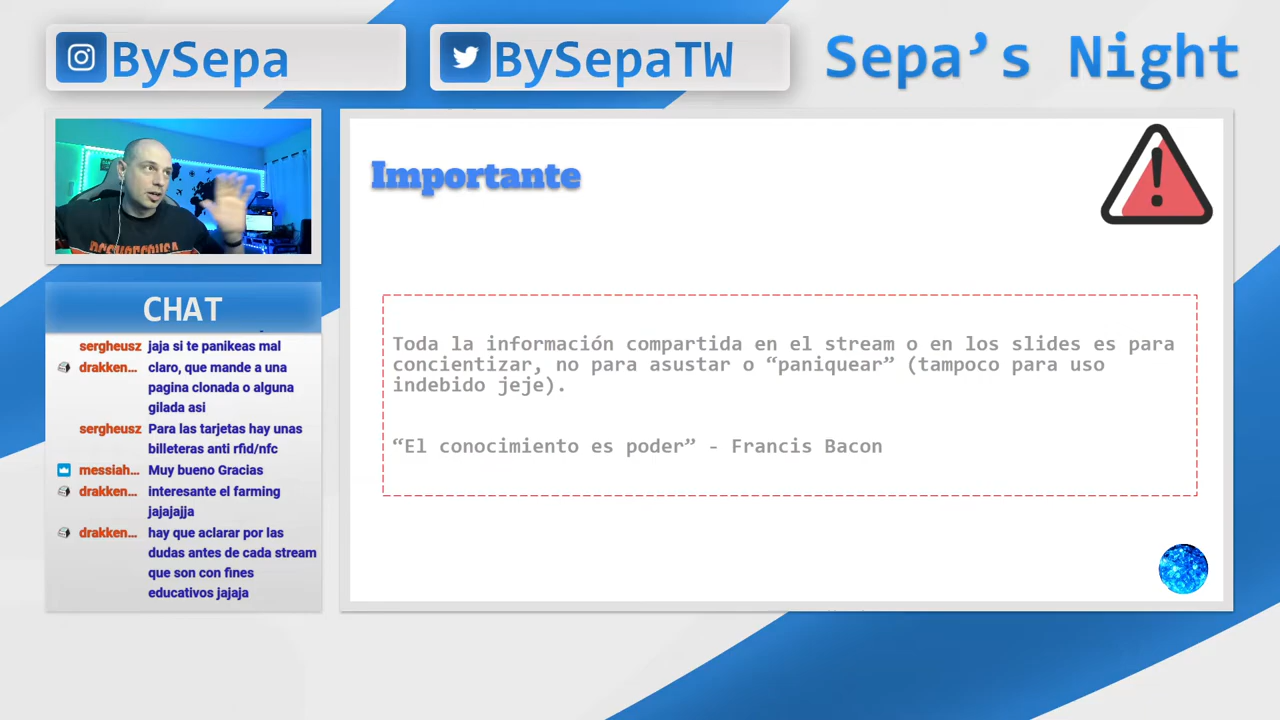 BySepa
BySepaTW
Sepa’s Night
Importante
Toda la información compartida en el stream o en los slides es para
concientizar, no para asustar o “paniquear” (tampoco para uso
indebido jeje).
“El conocimiento es poder” - Francis Bacon
CHAT
sergheusz jaja si te panikeas mal
drakken... claro, que mande a una
pagina clonada o alguna
gilada asi
sergheusz Para las tarjetas hay unas
billeteras anti rfid/nfc
messiah... Muy bueno Gracias
drakken... interesante el farming
jajajajja
drakken... hay que aclarar por las
dudas antes de cada stream
que son con fines
educativos jajaja